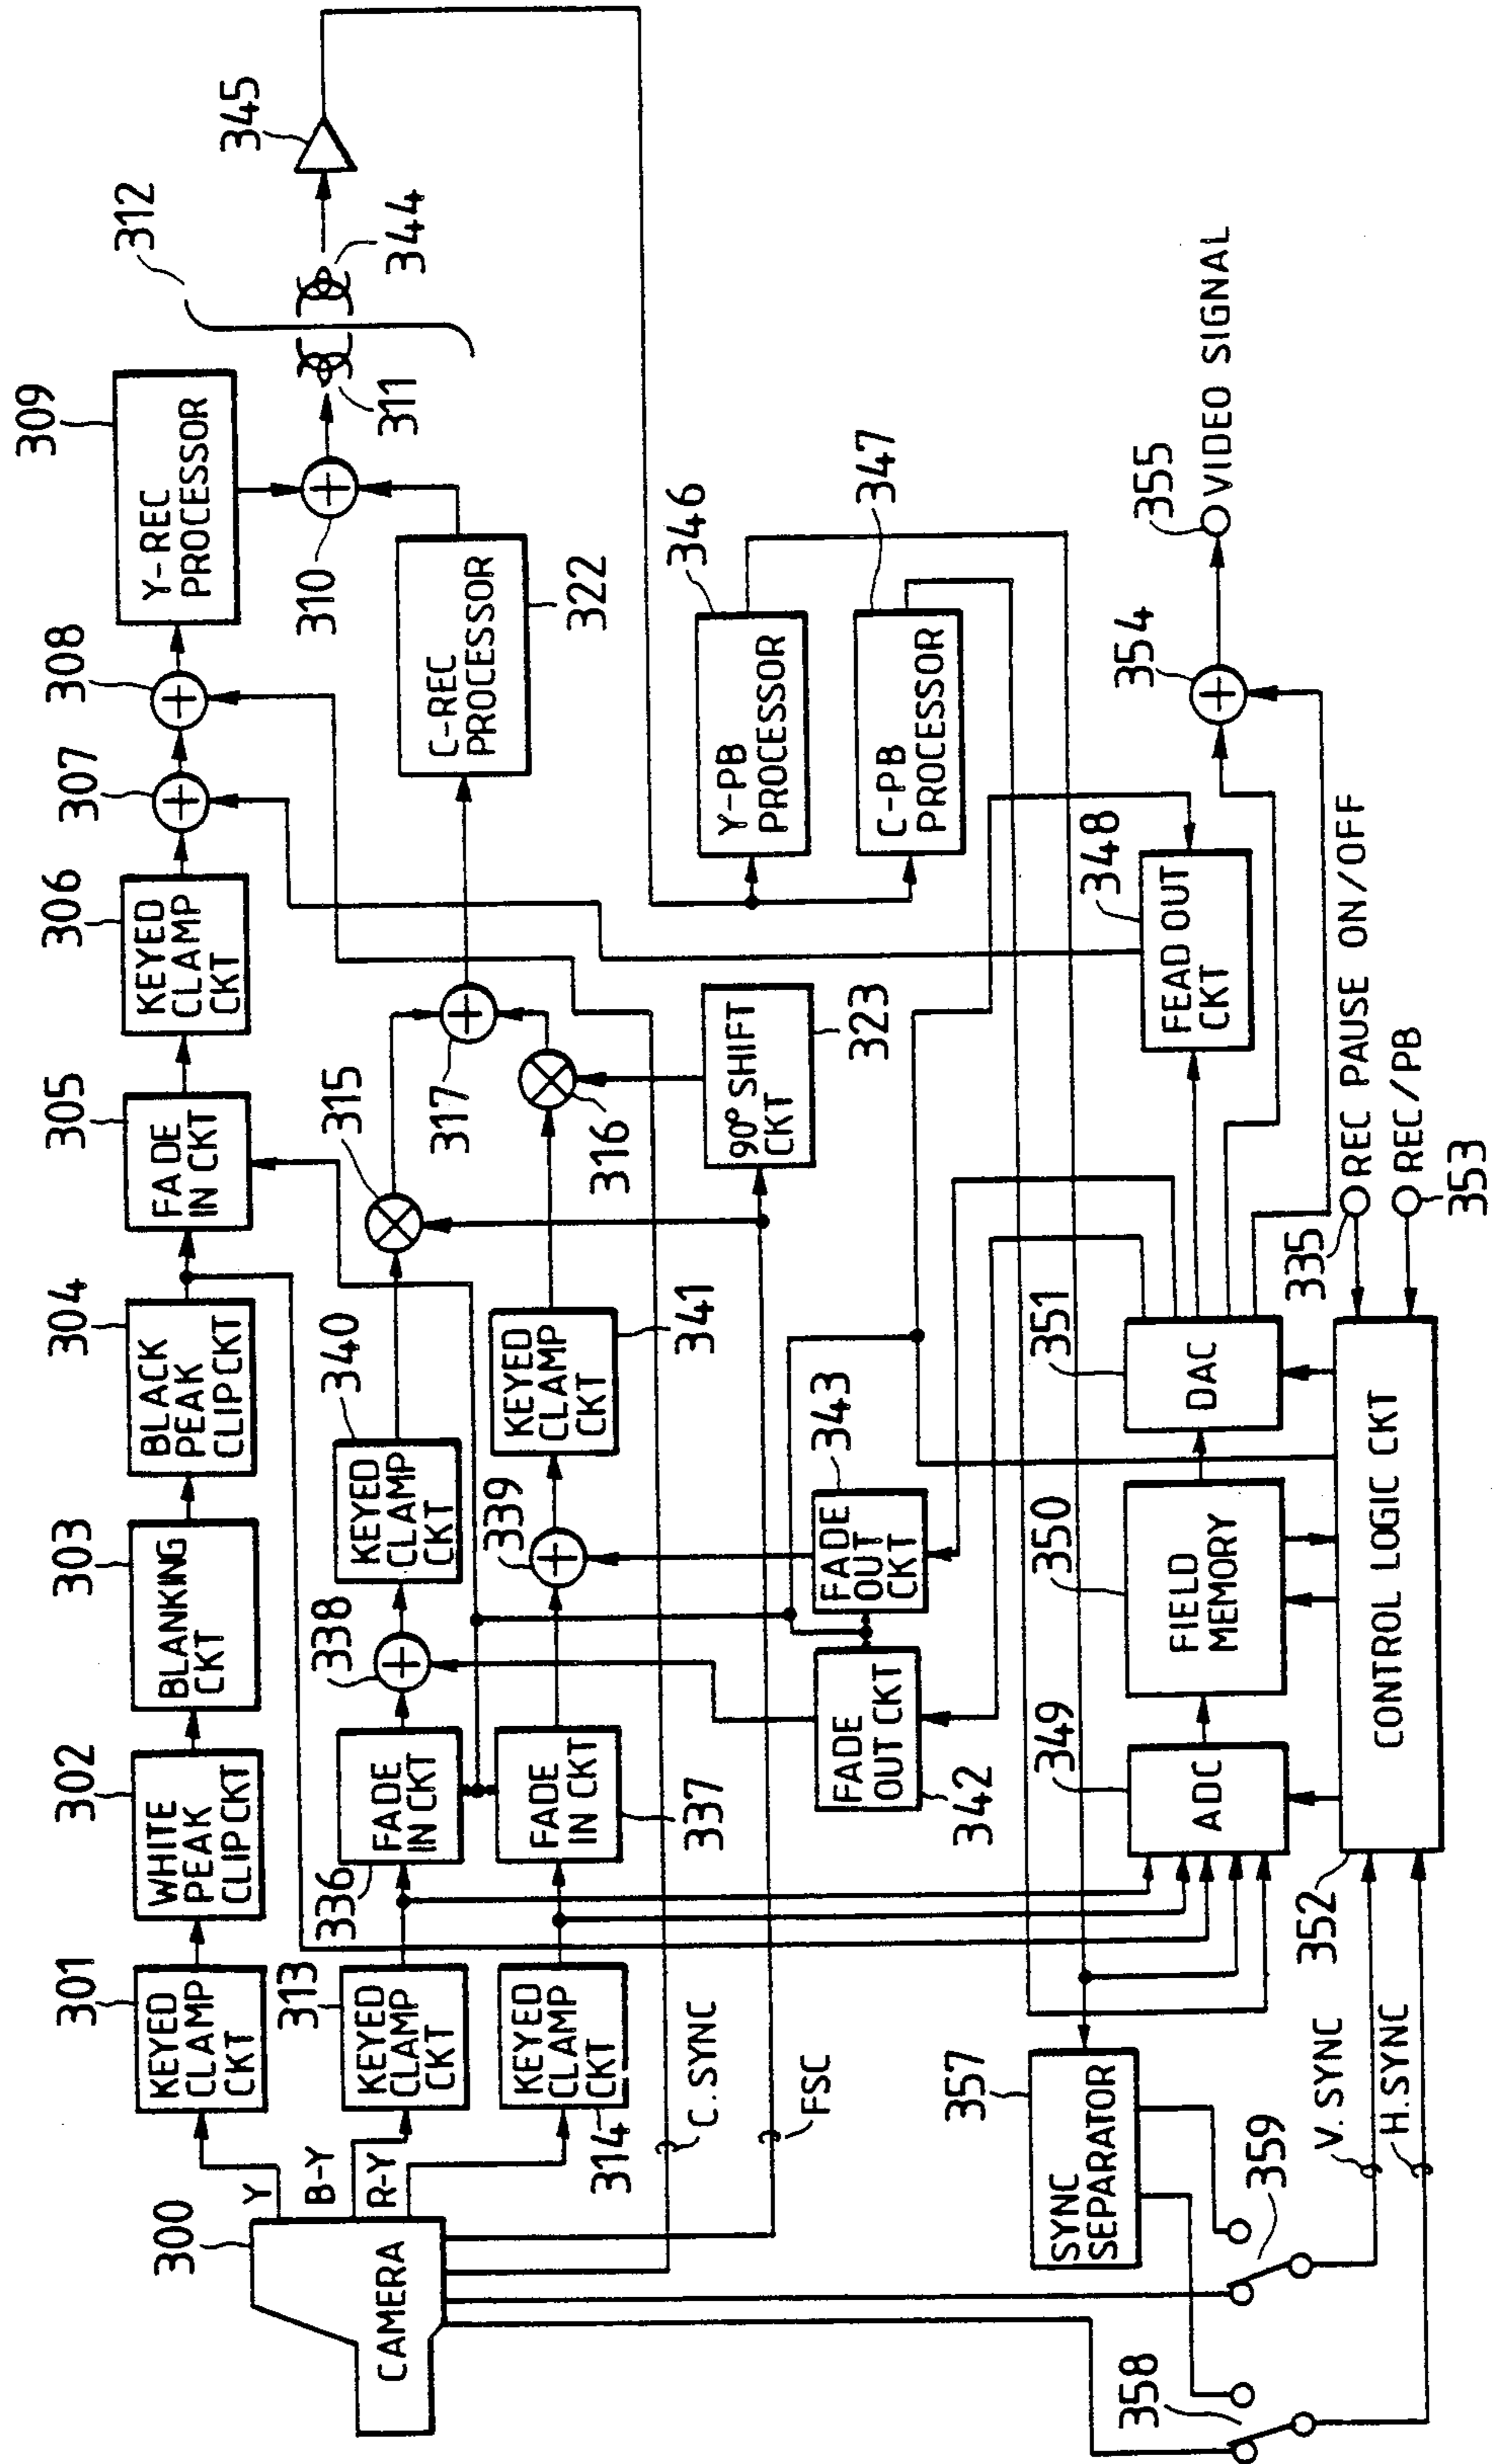 300
CAMERA
Y
B-Y
R-Y
301
KEYED
CLAMP
CKT
302
WHITE
PEAK
CLIPCKT
303
BLANKING
CKT
304
BLACK
PEAK
CLIPCKT
305
FADE
IN CKT
306
KEYED
CLAMP
CKT
307
308
309
Y-REC
PROCESSOR
310
311
312
344
345
313
KEYED
CLAMP
CKT
336
FADE
IN CKT
338
340
KEYED
CLAMP
CKT
315
317
C-REC
PROCESSOR
322
314
KEYED
CLAMP
CKT
FADE
IN CKT
337
339
KEYED
CLAMP
CKT
341
316
90° SHIFT
CKT
323
C.SYNC
FSC
FADE
OUT CKT
342
343
FADE
OUT
CKT
346
Y-PB
PROCESSOR
347
C-PB
PROCESSOR
348
FEAD OUT
CKT
357
SYNC
SEPARATOR
349
ADC
350
FIELD
MEMORY
351
DAC
354
355
VIDEO SIGNAL
352
CONTROL LOGIC CKT
335
REC PAUSE ON/OFF
REC/PB
353
358
359
V.SYNC
H.SYNC